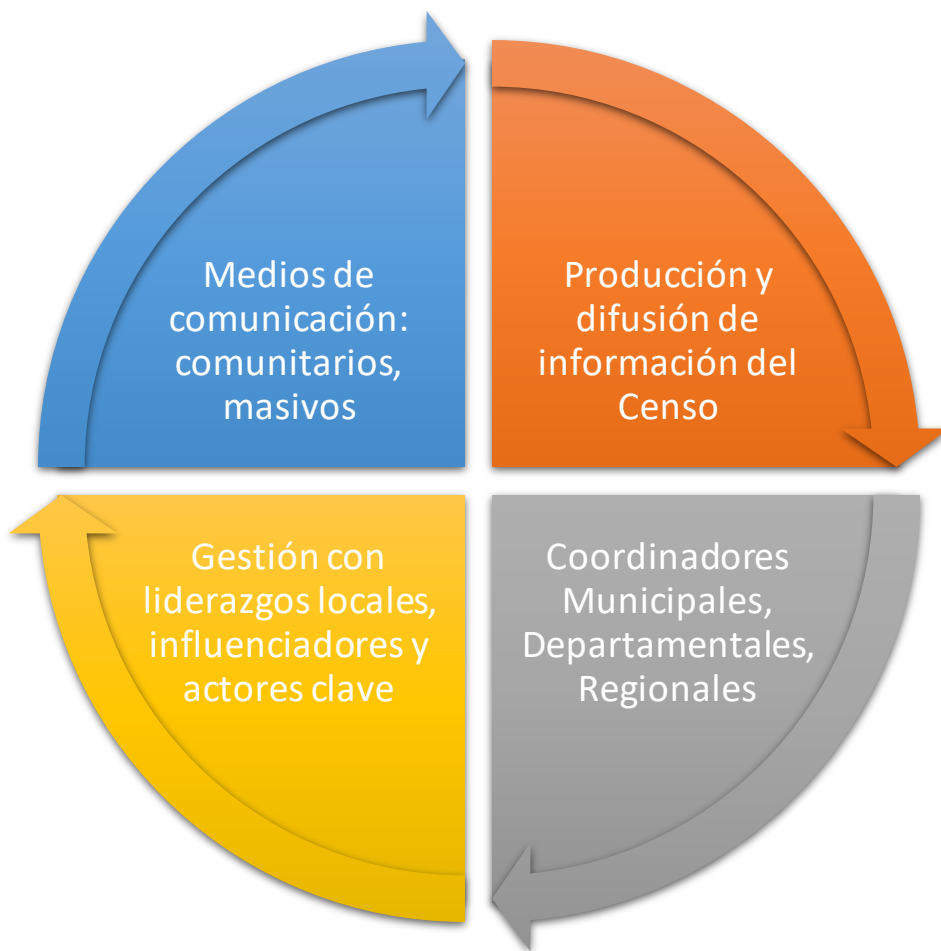 Medios de
comunicación:
comunitarios,
masivos
Producción y
difusión de
información del
Censo
Gestión con
liderazgos locales,
influenciadores y
actores clave
Coordinadores
Municipales,
Departamentales,
Regionales